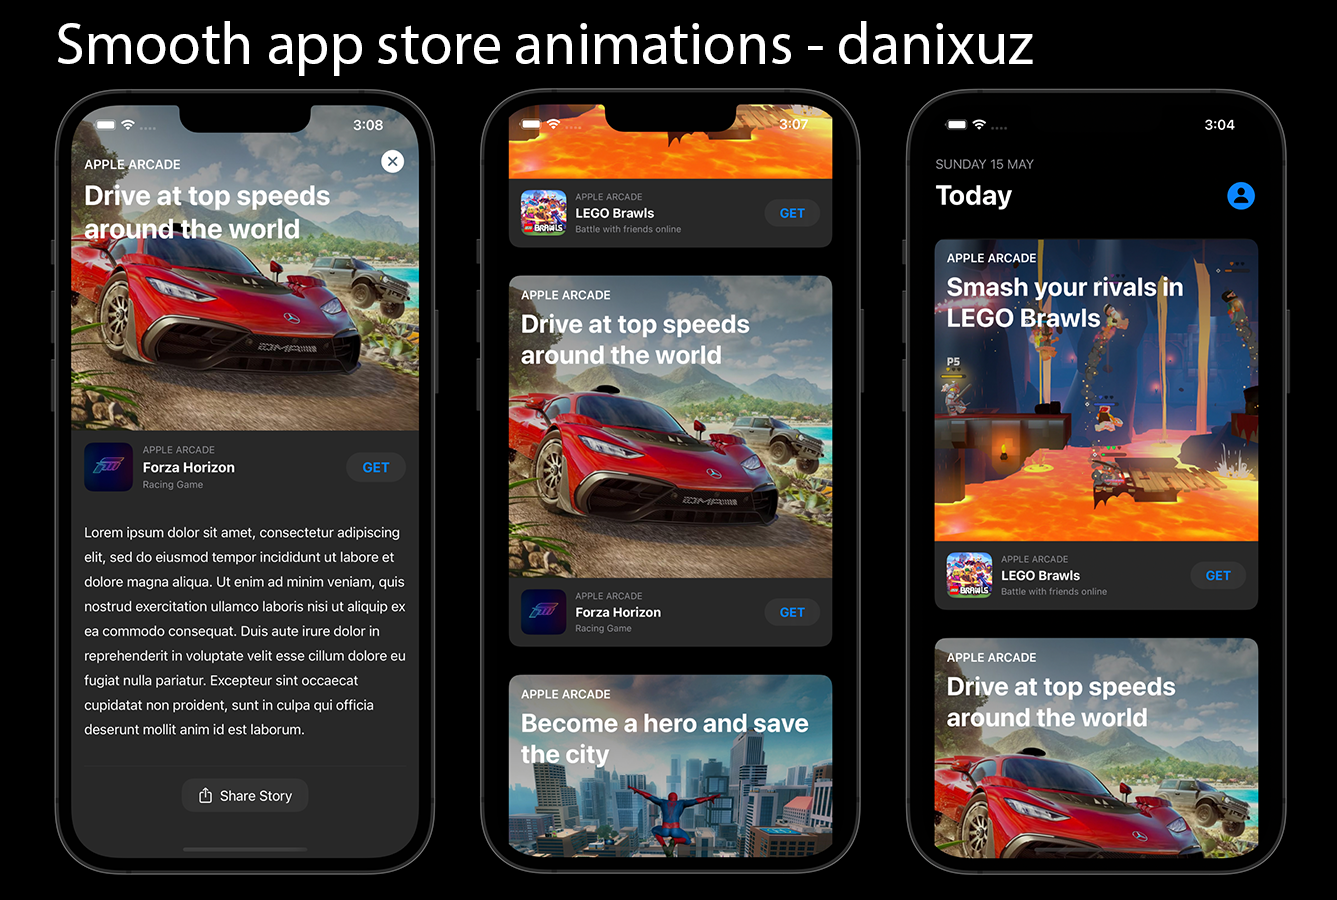 Smooth app store animations - danixuz
3:08
APPLE ARCADE
Drive at top speeds
around the world
APPLE ARCADE
Forza Horizon
Racing Game
GET
Lorem ipsum dolor sit amet, consectetur adipiscing
elit, sed do eiusmod tempor incididunt ut labore et
dolore magna aliqua. Ut enim ad minim veniam, quis
nostrud exercitation ullamco laboris nisi ut aliquip ex
ea commodo consequat. Duis aute irure dolor in
reprehenderit in voluptate velit esse cillum dolore eu
fugiat nulla pariatur. Excepteur sint occaecat
cupidatat non proident, sunt in culpa qui officia
deserunt mollit anim id est laborum.
Share Story
3:07
BRAWLS
APPLE ARCADE
LEGO Brawls
Battle with friends online
GET
APPLE ARCADE
Drive at top speeds
around the world
APPLE ARCADE
Forza Horizon
Racing Game
GET
APPLE ARCADE
Become a hero and save
the city
3:04
SUNDAY 15 MAY
Today
APPLE ARCADE
Smash your rivals in
LEGO Brawls
P5
BRAWLS
APPLE ARCADE
LEGO Brawls
Battle with friends online
GET
APPLE ARCADE
Drive at top speeds
around the world